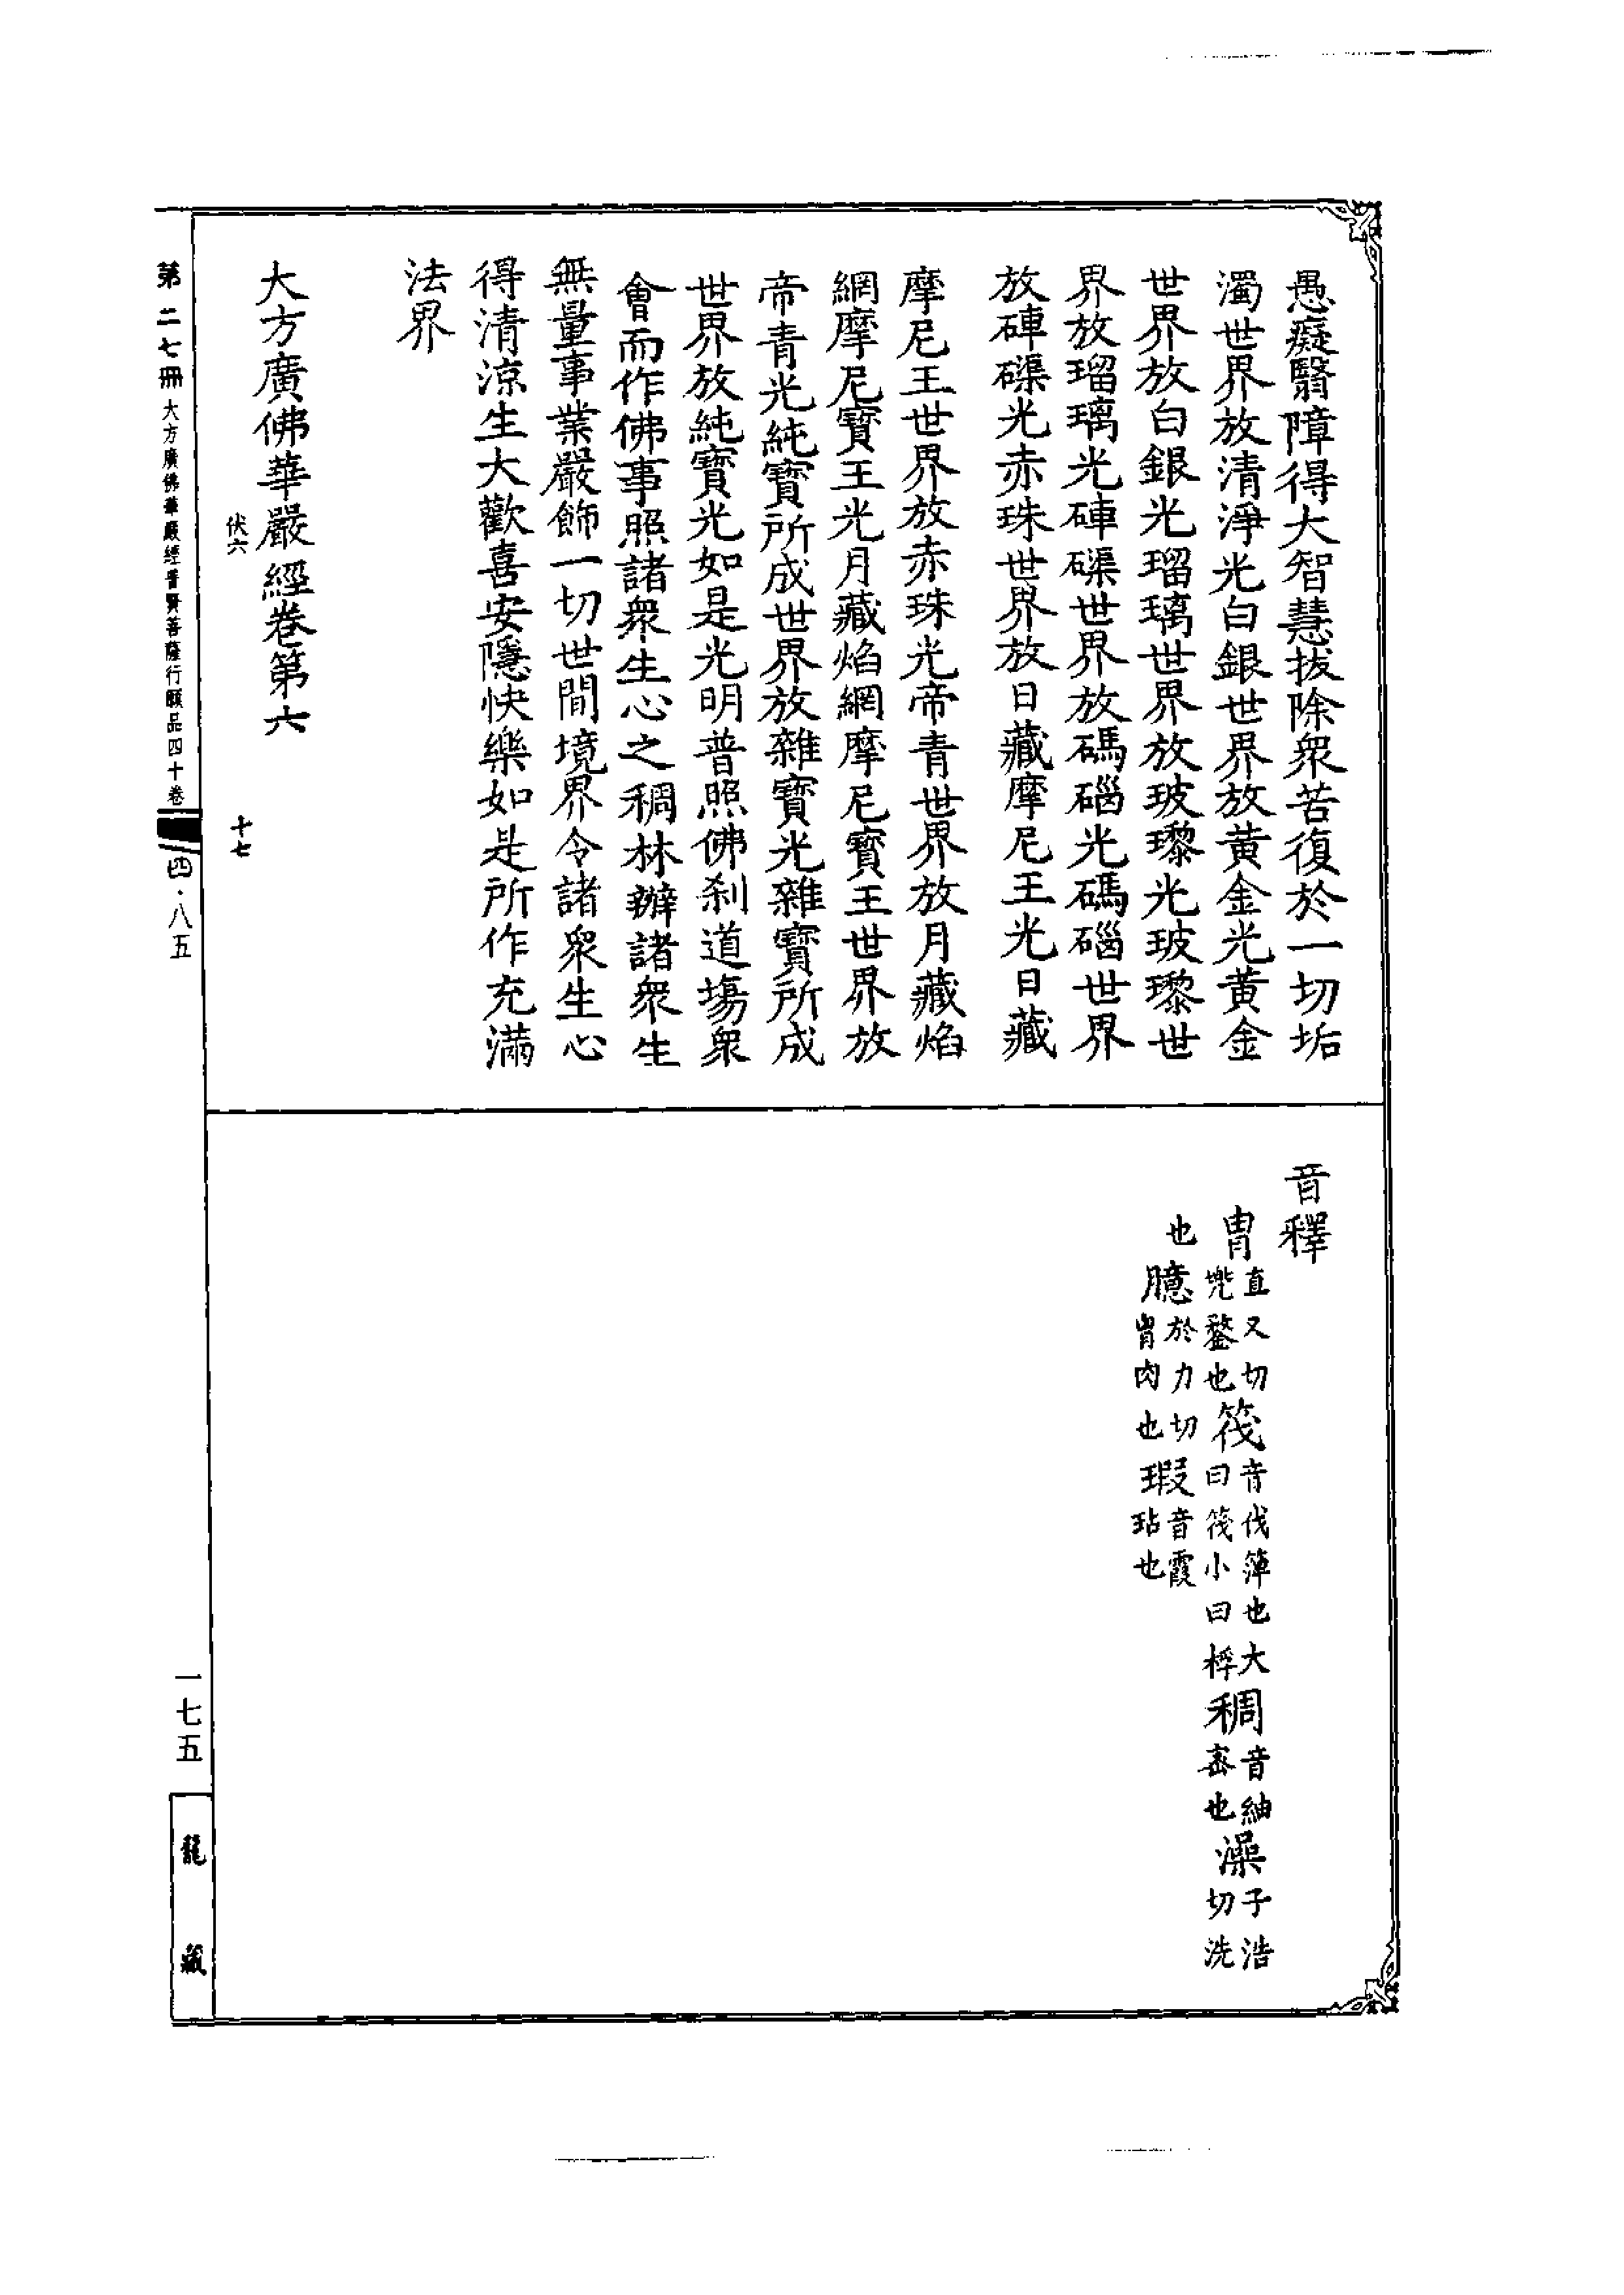 愚癡翳障得大智慧拔除衆苦復於一切垢
濁世界放清淨光白銀世界放黃金光黃金
世界放白銀光瑠璃世界放玻瓈光玻瓈世
界放瑠璃光硨磲世界放碼碯光碼碯世界
放硨磲光赤珠世界放日藏摩尼王光日藏
摩尼王世界放赤珠光帝青世界放月藏焰
網摩尼寶王光月藏焰網摩尼寶王世界放
帝青光純寶所成世界放雜寶光雜寶所成
世界放純寶光如是光明普照佛刹道塲衆
會而作佛事照諸衆生心之稠林辦諸衆生
無量事業嚴飾一切世間境界令諸衆生心
得清涼生大歡喜安隱快樂如是所作充滿
法界
大方廣佛華嚴經卷第六
伏六
十七
音釋
冑直又切兠鍪也筏音伐簰也大曰筏小曰桴稠音紬宻也澡子浩切洗
也臆於力切胷肉也瑕音霞玷也
第二七冊 大方廣佛華嚴經普賢菩薩行願品四十卷
四·八五
一七五
龍藏